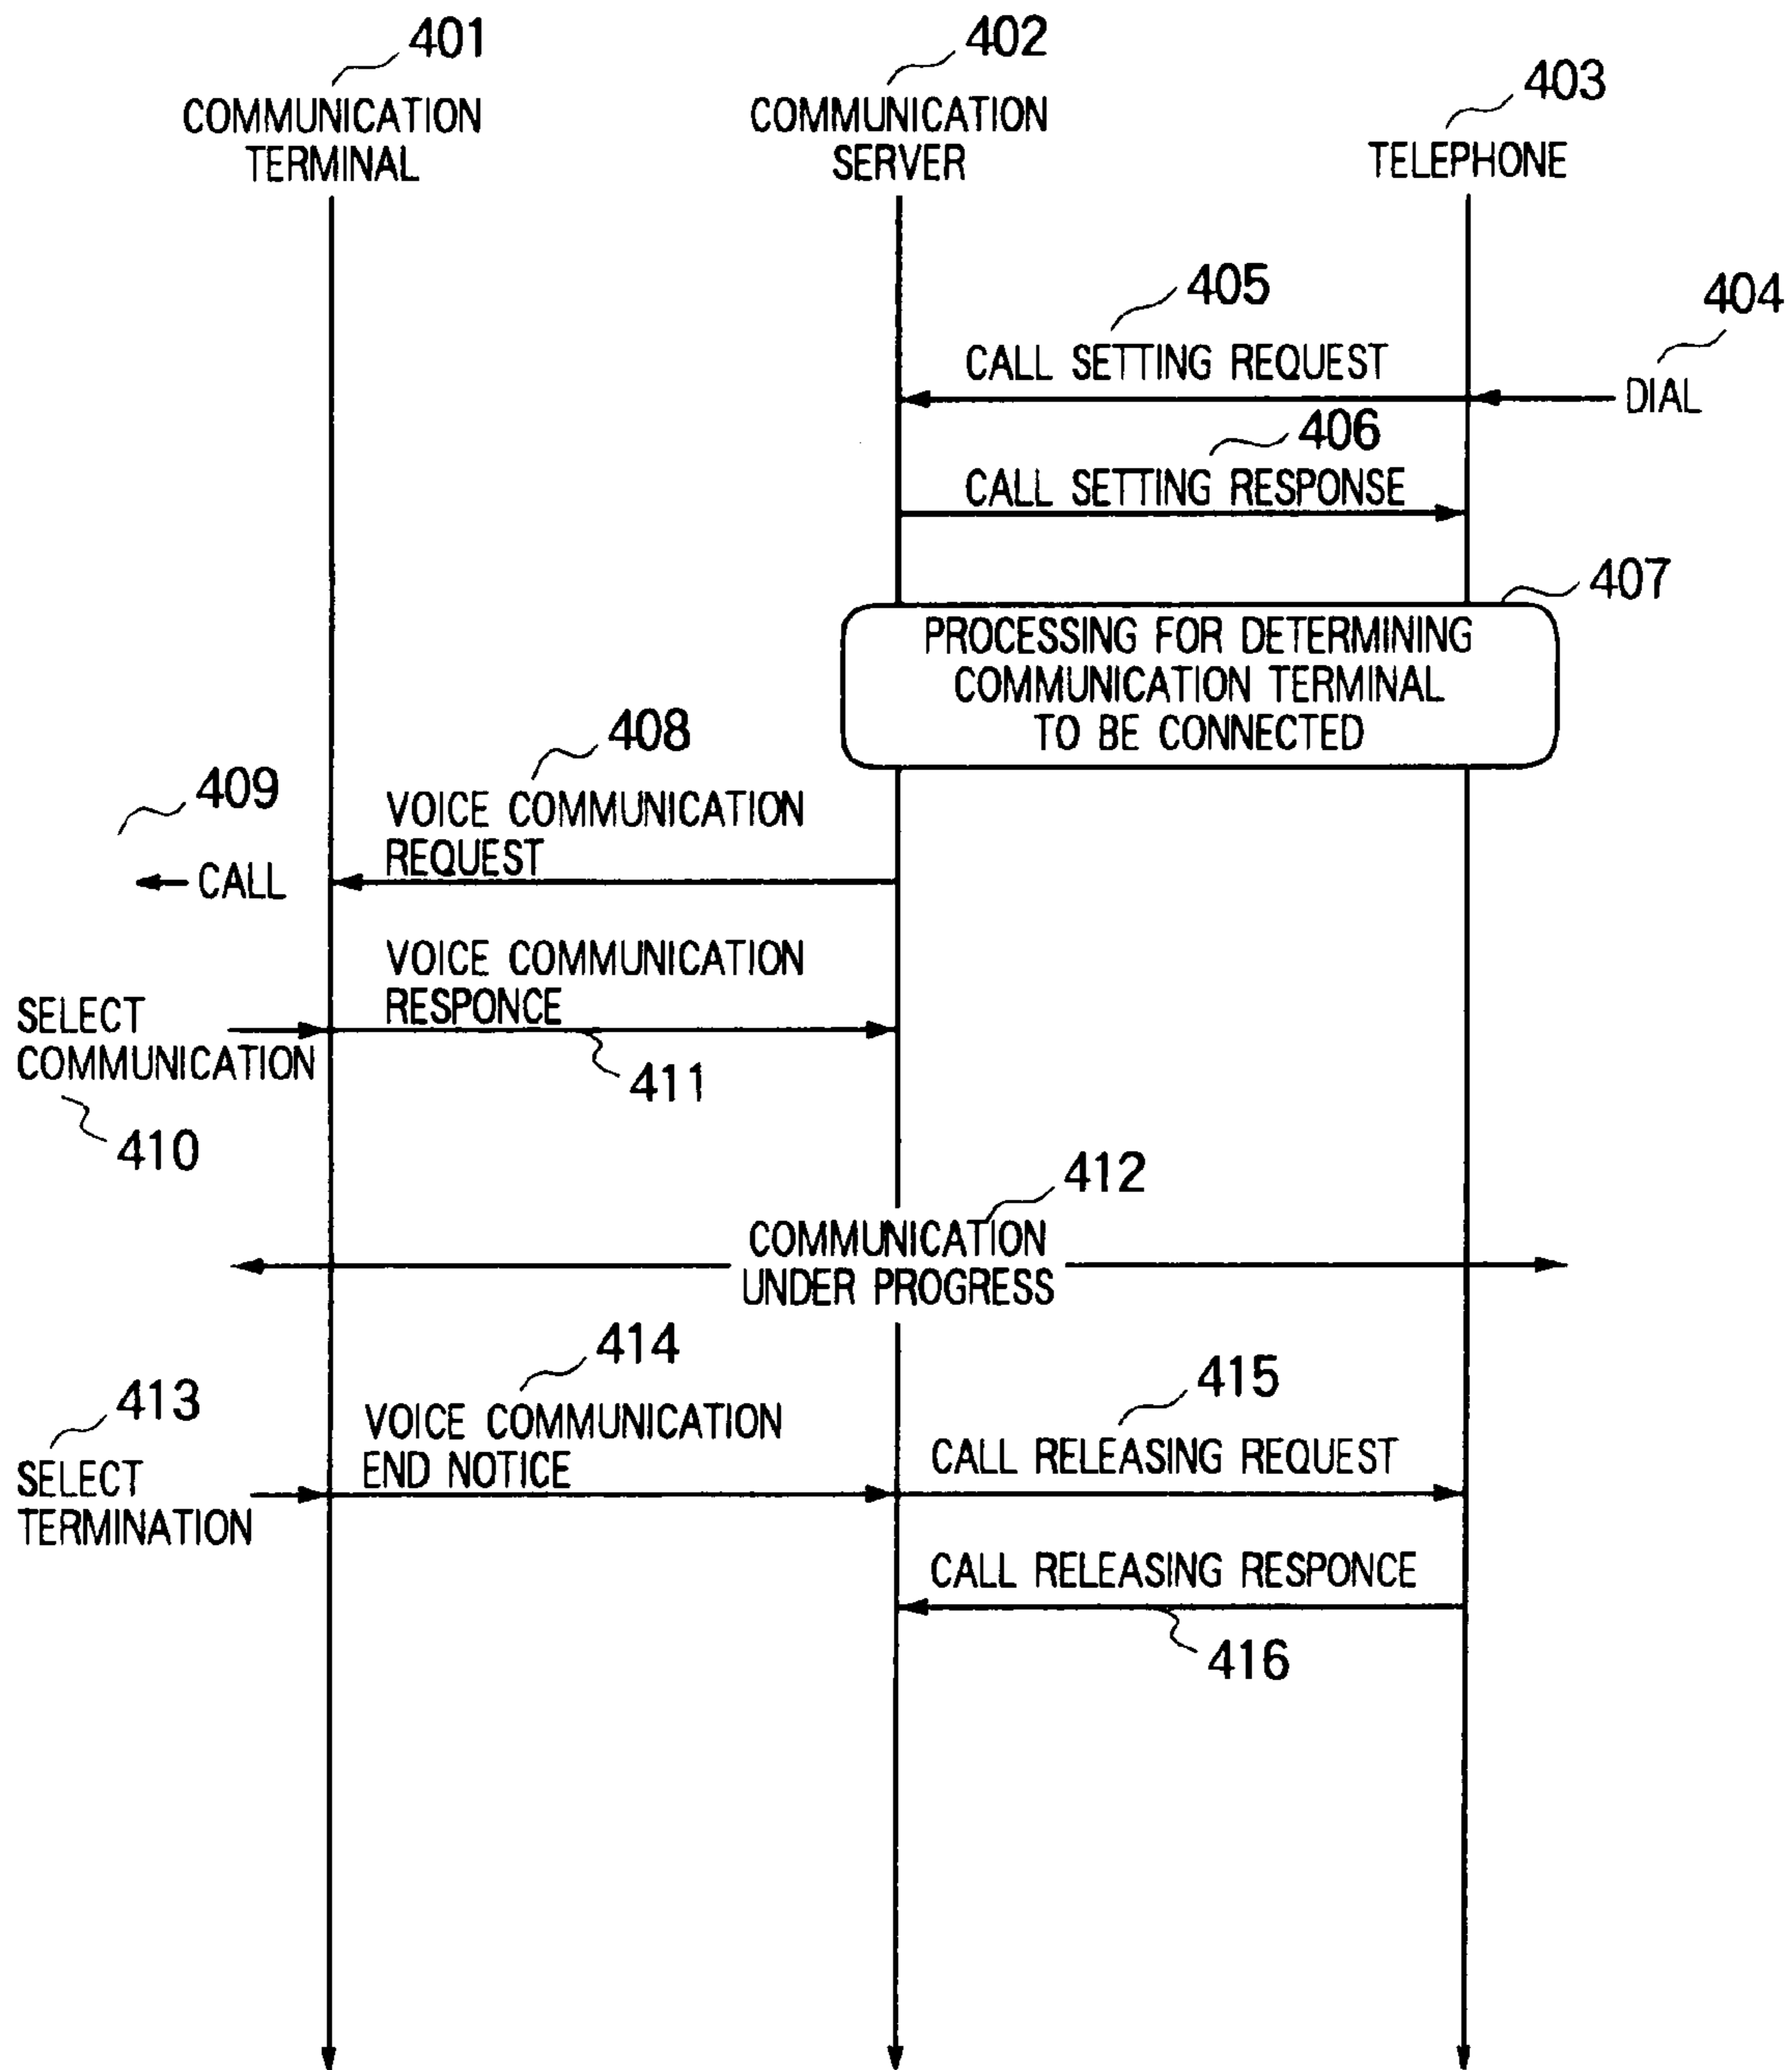 401
402
403
COMMUNICATION
TERMINAL
COMMUNICATION
SERVER
TELEPHONE
405
404
CALL SETTING REQUEST
DIAL
406
CALL SETTING RESPONSE
407
PROCESSING FOR DETERMINING
COMMUNICATION TERMINAL
TO BE CONNECTED
408
409
VOICE COMMUNICATION
REQUEST
CALL
VOICE COMMUNICATION
RESPONCE
SELECT
COMMUNICATION
411
410
412
COMMUNICATION
UNDER PROGRESS
414
413
415
VOICE COMMUNICATION
END NOTICE
CALL RELEASING REQUEST
SELECT
TERMINATION
CALL RELEASING RESPONCE
416